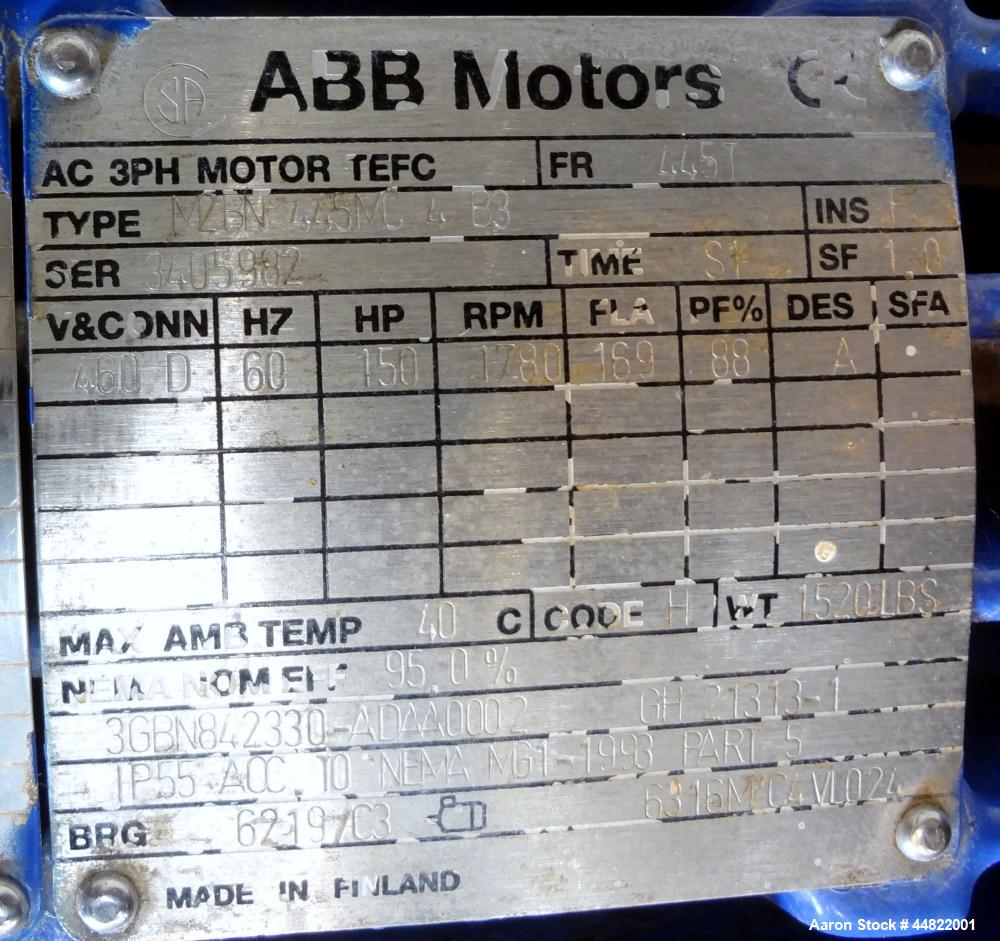 SA ABB Motors CE
AC 3PH MOTOR TEFC FR 445T
TYPE M2BN 445MC 4 B3 INS F
SER 3405982 TIME S1 SF 1.0
V&CONN HZ HP RPM FLA PF% DES SFA
460 D 60 150 1780 169 88 A
MAX AMB TEMP 40 C CODE H WT 1520LBS
NEMA NOM EFF 95.0 %
3GBN842330-ADAA0002 GH 21313-1
IP55 ACC. TO NEMA MG1-1993 PART 5
BRG 6219/C3 6316M/C4VL024
MADE IN FINLAND
Aaron Stock # 44822001